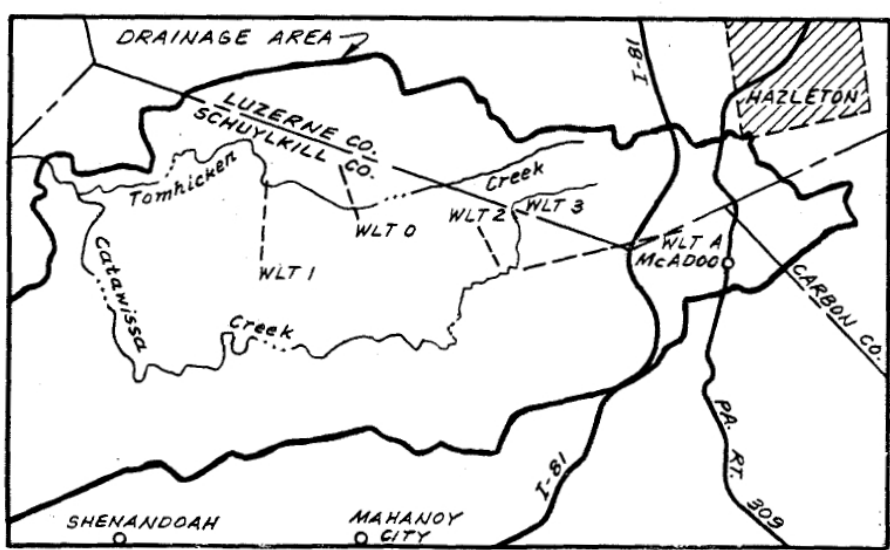 DRAINAGE AREA
I-81
HAZLETON
LUZERNE CO.
SCHUYLKILL CO.
Tomhicken
Creek
WLT 0
WLT 2
WLT 3
WLT 1
WLT A
McADOO
Catawissa
Creek
CARBON CO.
PA. RT. 309
I-81
SHENANDOAH
MAHANOY
CITY